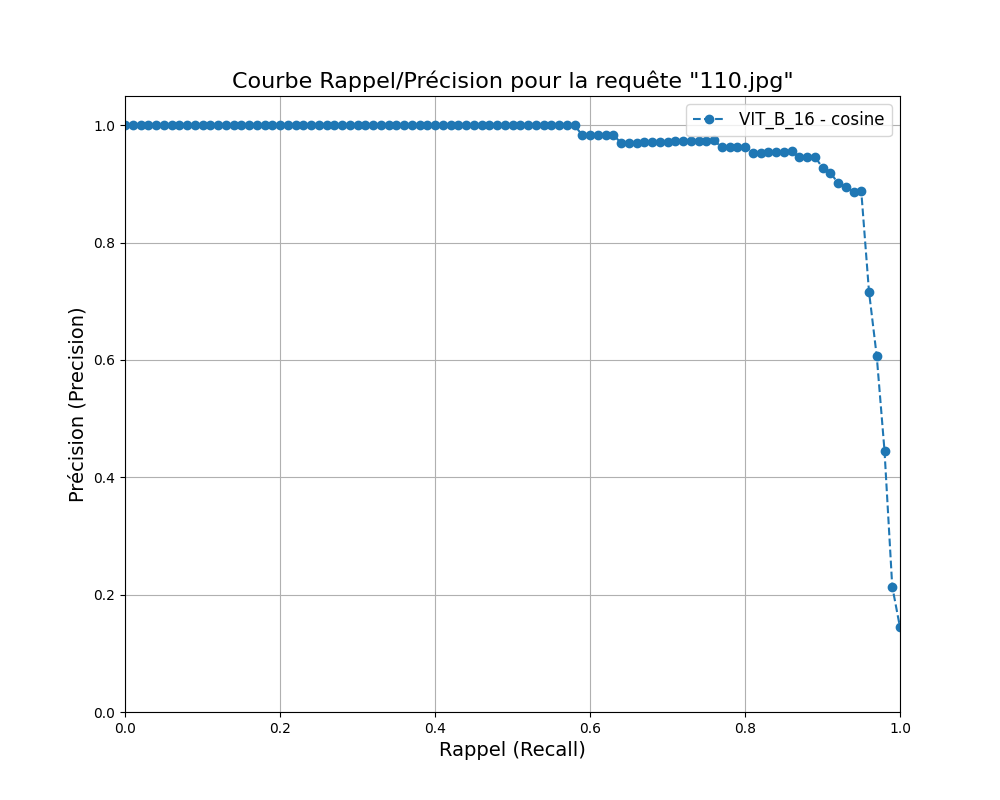 Courbe Rappel/Précision pour la requête "110.jpg"
VIT_B_16 - cosine
Précision (Precision)
1.0
0.8
0.6
0.4
0.2
0.0
0.0 0.2 0.4 0.6 0.8 1.0
Rappel (Recall)